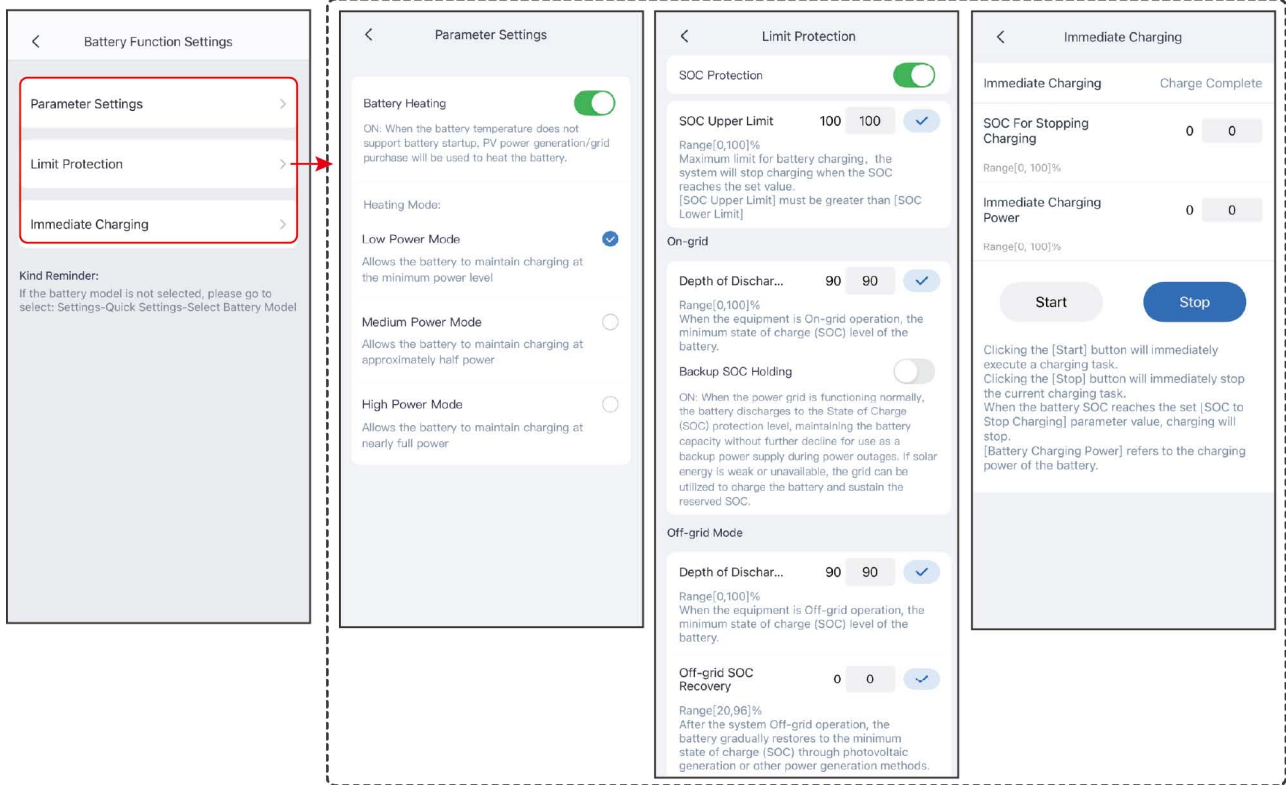 Battery Function Settings
Parameter Settings
Limit Protection
Immediate Charging
Kind Reminder:
If the battery model is not selected, please go to
select: Settings-Quick Settings-Select Battery Model
Parameter Settings
Battery Heating
ON: When the battery temperature does not
support battery startup, PV power generation/grid
purchase will be used to heat the battery.
Heating Mode:
Low Power Mode
Allows the battery to maintain charging at
the minimum power level
Medium Power Mode
Allows the battery to maintain charging at
approximately half power
High Power Mode
Allows the battery to maintain charging at
nearly full power
Limit Protection
SOC Protection
SOC Upper Limit 100 100
Range[0,100]%
Maximum limit for battery charging, the
system will stop charging when the SOC
reaches the set value.
[SOC Upper Limit] must be greater than [SOC
Lower Limit]
On-grid
Depth of Dischar... 90 90
Range[0,100]%
When the equipment is On-grid operation, the
minimum state of charge (SOC) level of the
battery.
Backup SOC Holding
ON: When the power grid is functioning normally,
the battery discharges to the State of Charge
(SOC) protection level, maintaining the battery
capacity without further decline for use as a
backup power supply during power outages. If solar
energy is weak or unavailable, the grid can be
utilized to charge the battery and sustain the
reserved SOC.
Off-grid Mode
Depth of Dischar... 90 90
Range[0,100]%
When the equipment is Off-grid operation, the
minimum state of charge (SOC) level of the
battery.
Off-grid SOC
Recovery 0 0
Range[20,96]%
After the system Off-grid operation, the
battery gradually restores to the minimum
state of charge (SOC) through photovoltaic
generation or other power generation methods.
Immediate Charging
Immediate Charging Charge Complete
SOC For Stopping
Charging 0 0
Range[0, 100]%
Immediate Charging
Power 0 0
Range[0, 100]%
Start Stop
Clicking the [Start] button will immediately
execute a charging task.
Clicking the [Stop] button will immediately stop
the current charging task.
When the battery SOC reaches the set [SOC to
Stop Charging] parameter value, charging will
stop.
[Battery Charging Power] refers to the charging
power of the battery.